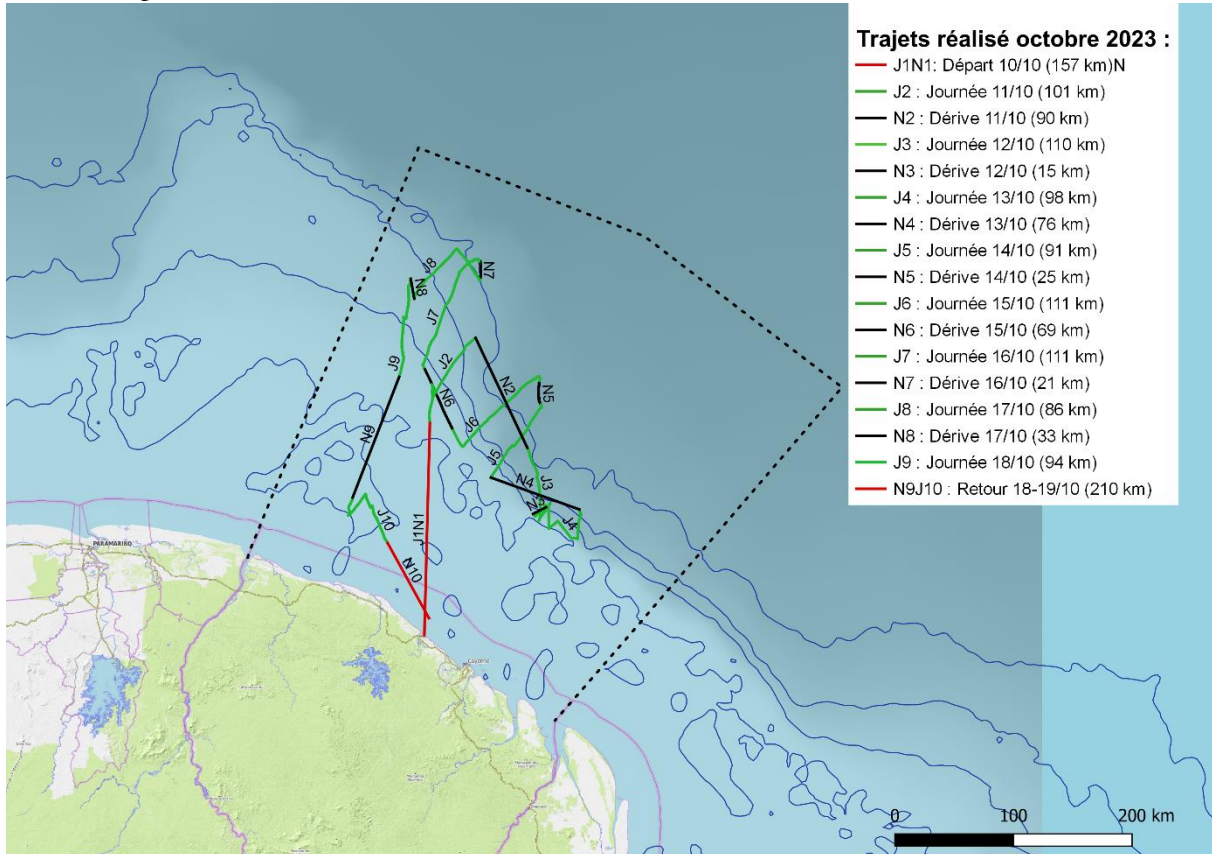 Trajets réalisé octobre 2023 :
J1N1: Départ 10/10 (157 km)N
J2 : Journée 11/10 (101 km)
N2 : Dérive 11/10 (90 km)
J3 : Journée 12/10 (110 km)
N3 : Dérive 12/10 (15 km)
J4 : Journée 13/10 (98 km)
N4 : Dérive 13/10 (76 km)
J5 : Journée 14/10 (91 km)
N5 : Dérive 14/10 (25 km)
J6 : Journée 15/10 (111 km)
N6 : Dérive 15/10 (69 km)
J7 : Journée 16/10 (111 km)
N7 : Dérive 16/10 (21 km)
J8 : Journée 17/10 (86 km)
N8 : Dérive 17/10 (33 km)
J9 : Journée 18/10 (94 km)
N9J10 : Retour 18-19/10 (210 km)
J8
N7
N8
J7
J2
J9
N6
N2
N5
J6
N9
J5
N4
J3
N3
J4
J10
J1N1
N10
PARAMARIBO
Cayenne
0 100 200 km